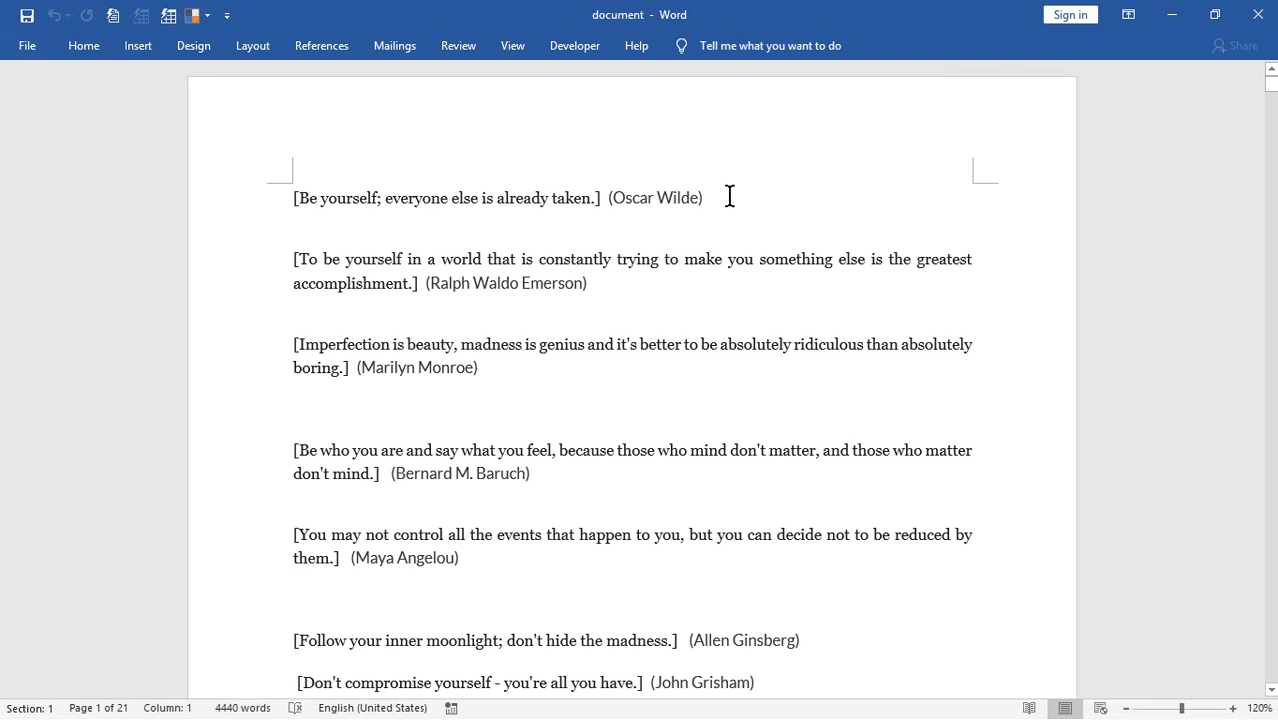 document - Word
Sign in
File Home Insert Design Layout References Mailings Review View Developer Help Tell me what you want to do Share
[Be yourself; everyone else is already taken.] (Oscar Wilde)
[To be yourself in a world that is constantly trying to make you something else is the greatest
accomplishment.] (Ralph Waldo Emerson)
[Imperfection is beauty, madness is genius and it's better to be absolutely ridiculous than absolutely
boring.] (Marilyn Monroe)
[Be who you are and say what you feel, because those who mind don't matter, and those who matter
don't mind.] (Bernard M. Baruch)
[You may not control all the events that happen to you, but you can decide not to be reduced by
them.] (Maya Angelou)
[Follow your inner moonlight; don't hide the madness.] (Allen Ginsberg)
[Don't compromise yourself - you're all you have.] (John Grisham)
Section: 1 Page 1 of 21 Column: 1 4440 words English (United States) 120%